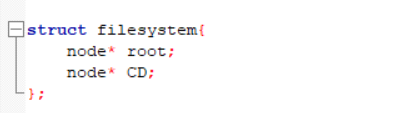 struct filesystem{
node* root;
node* CD;
};